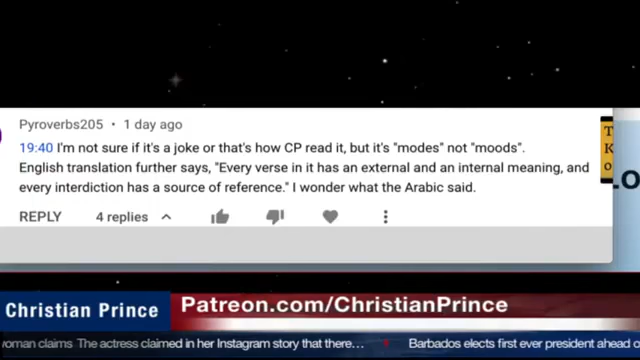 Pyroverbs205 • 1 day ago
19:40 I'm not sure if it's a joke or that's how CP read it, but it's "modes" not "moods".
English translation further says, "Every verse in it has an external and an internal meaning, and
every interdiction has a source of reference." I wonder what the Arabic said.
REPLY 4 replies
T
K
o
Christian Prince
Patreon.com/ChristianPrince
woman claims The actress claimed in her Instagram story that there… Barbados elects first ever president ahead o